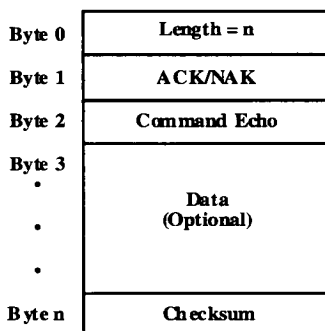 Byte 0 Length = n
Byte 1 ACK/NAK
Byte 2 Command Echo
Byte 3
Data
(Optional)
Byte n Checksum